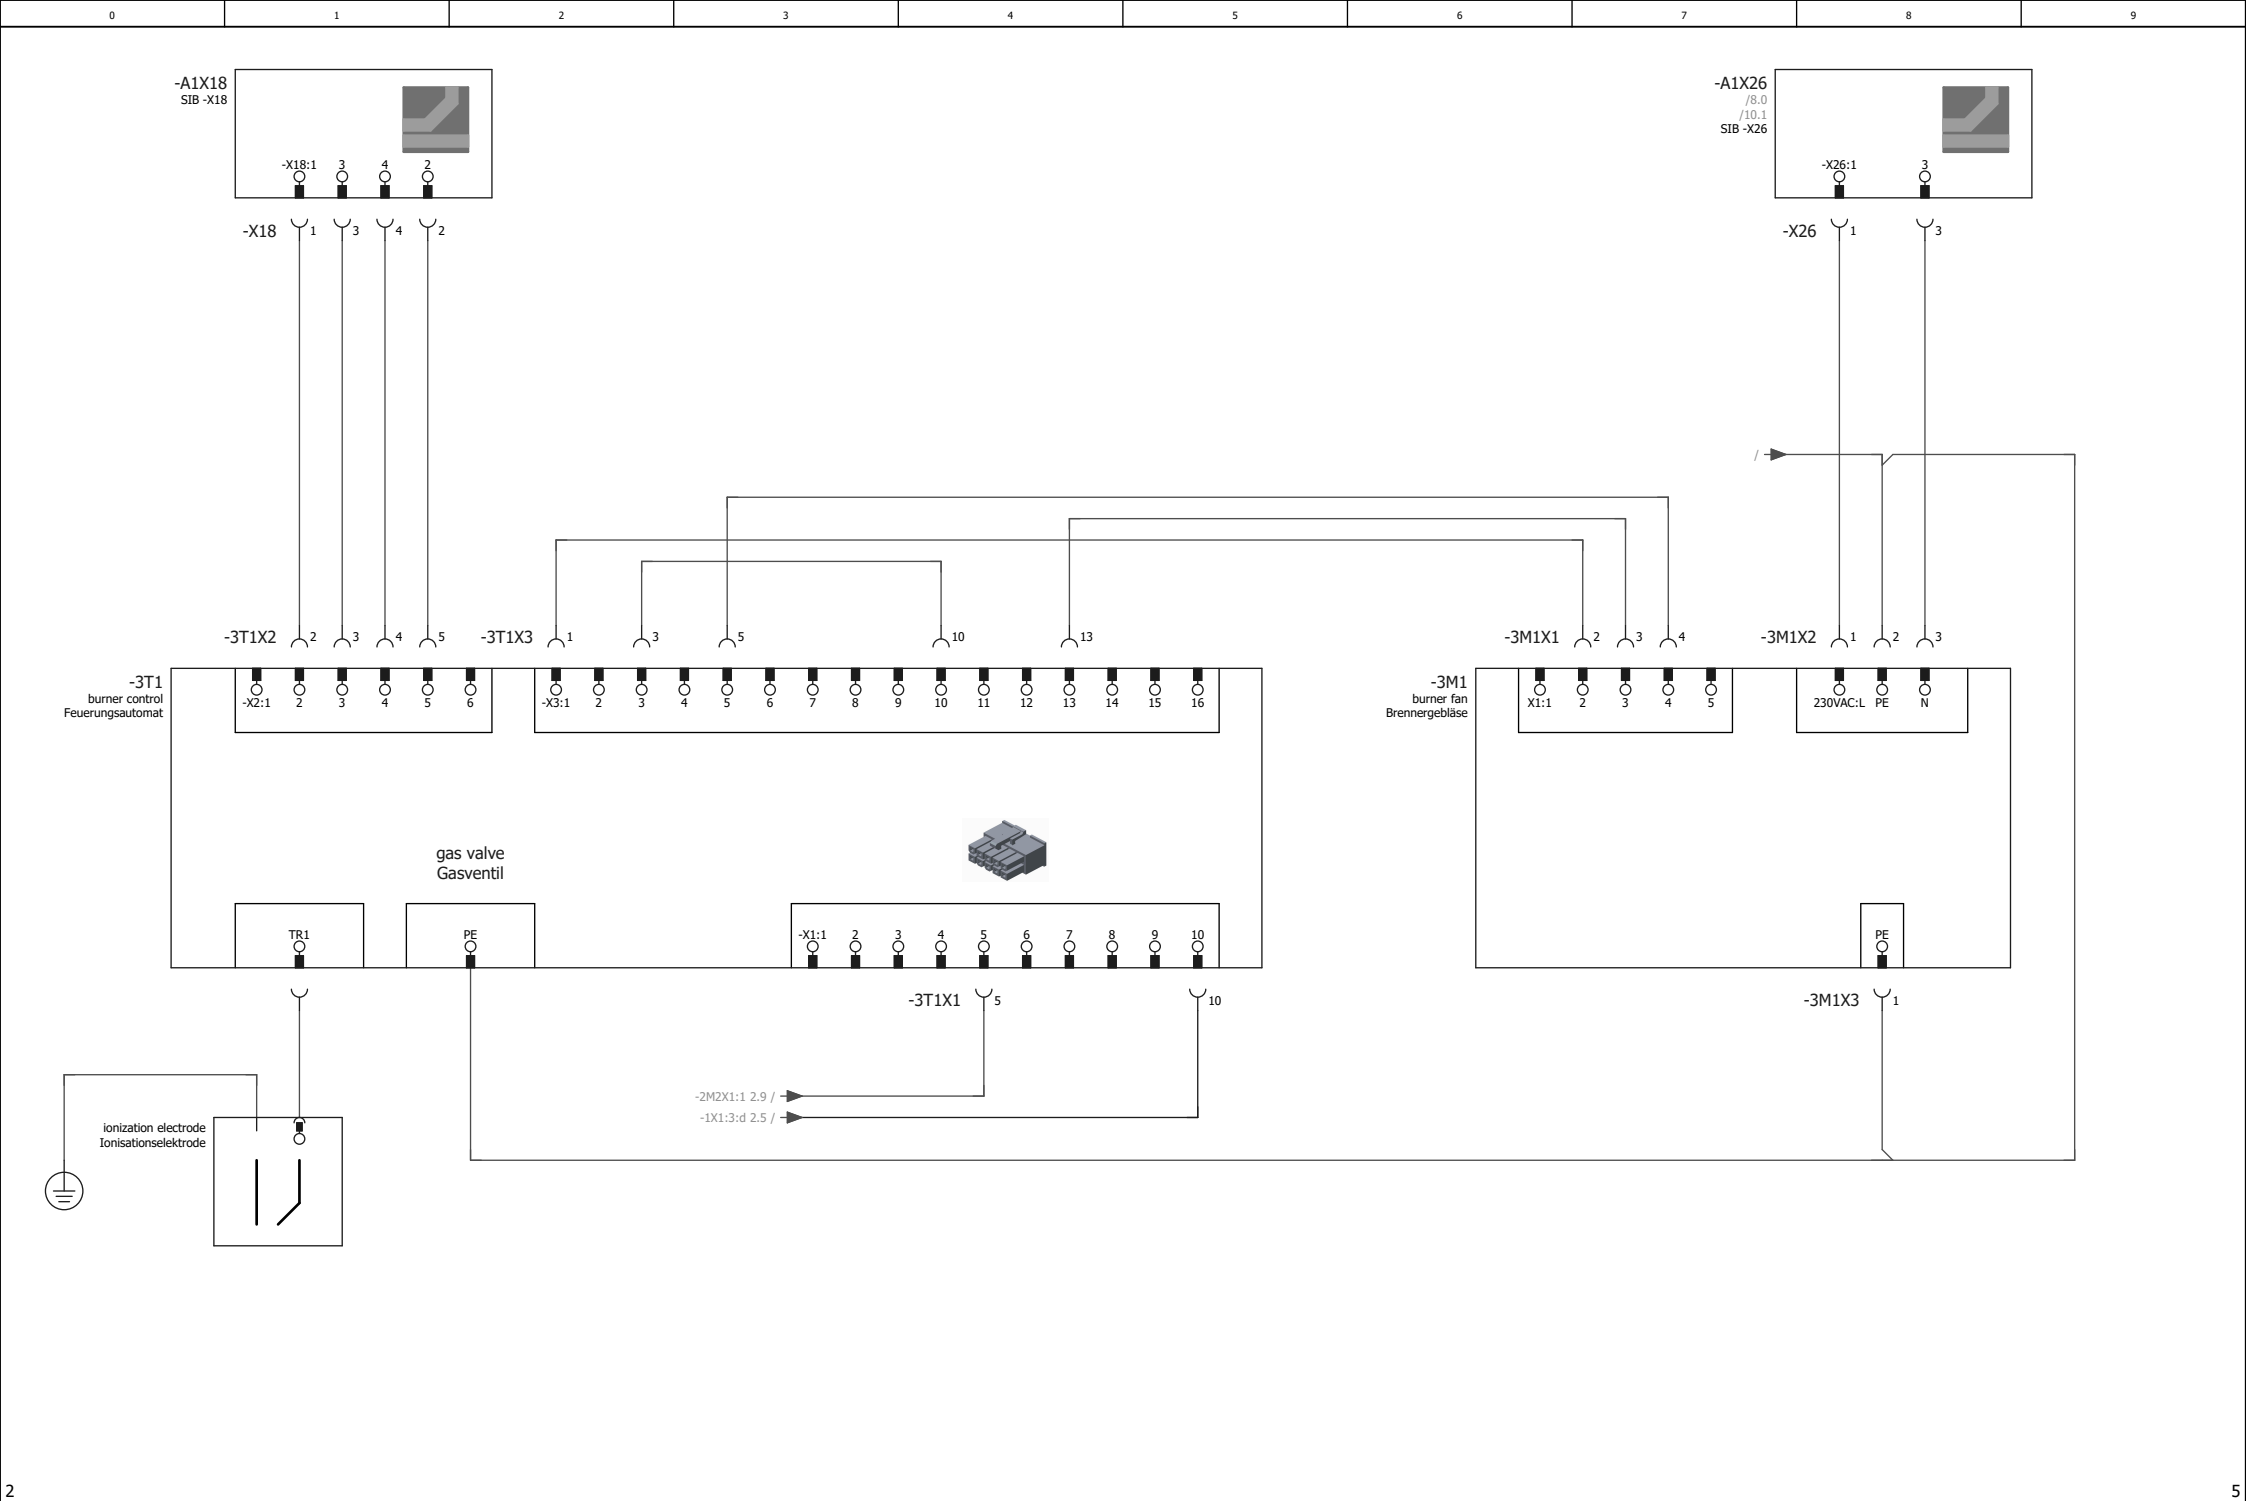 0 1 2 3 4 5 6 7 8 9
-A1X18
SIB -X18
-X18:1 3 4 2
-X18 1 3 4 2
-A1X26
/8.0
/10.1
SIB -X26
-X26:1 3
-X26 1 3
/
-3T1X2 2 3 4 5
-3T1X3 1 3 5 10 13
-3M1X1 2 3 4
-3M1X2 1 2 3
-3T1
burner control
Feuerungsautomat
-X2:1 2 3 4 5 6
-X3:1 2 3 4 5 6 7 8 9 10 11 12 13 14 15 16
-3M1
burner fan
Brennergebläse
X1:1 2 3 4 5
230VAC:L PE N
gas valve
Gasventil
TR1
PE
-X1:1 2 3 4 5 6 7 8 9 10
PE
-3T1X1 5 10
-3M1X3 1
-2M2X1:1 2.9 /
-1X1:3:d 2.5 /
ionization electrode
Ionisationselektrode
2 5